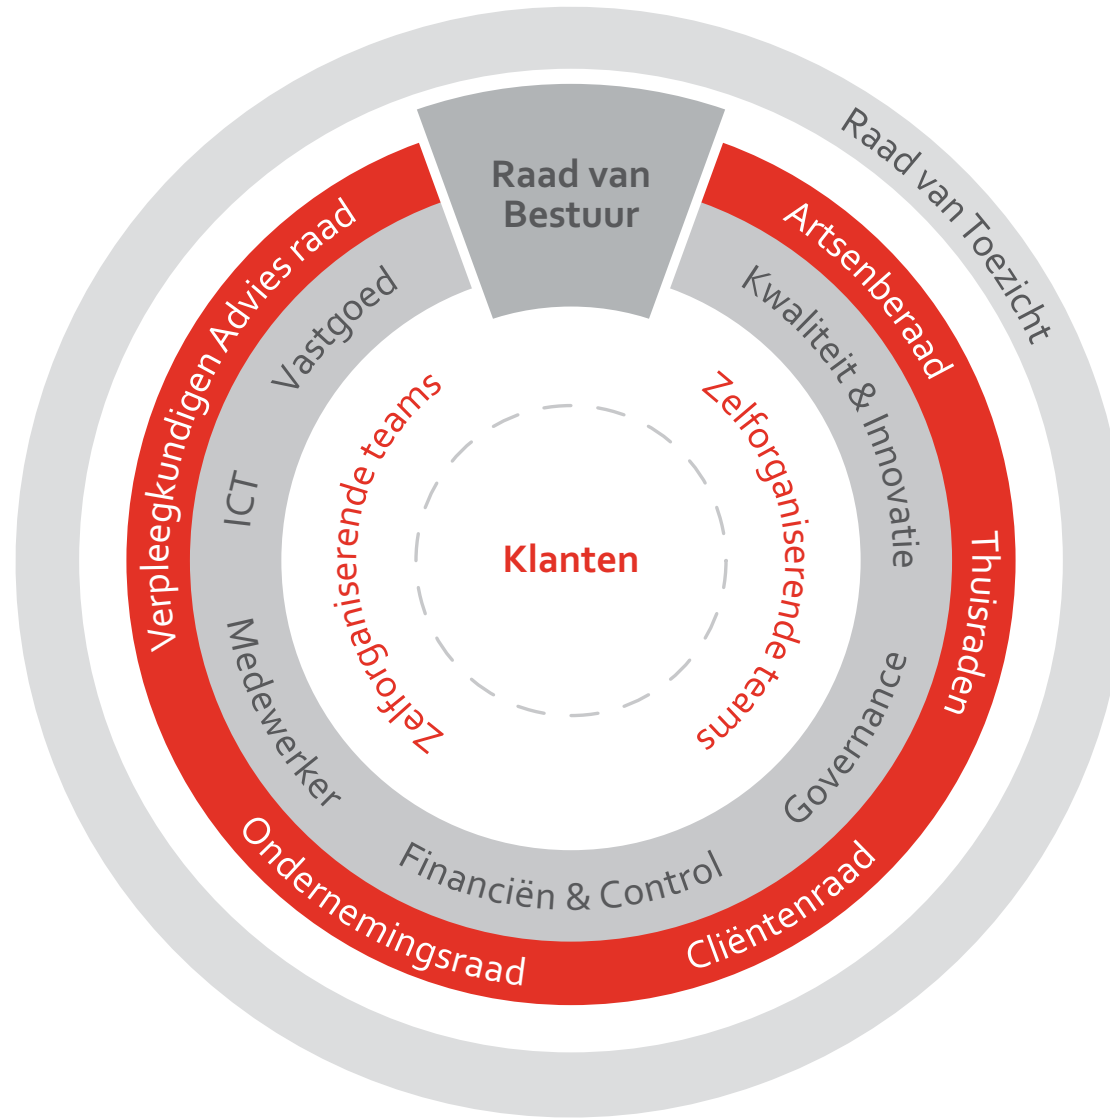 Raad van Toezicht
Raad van
Bestuur
Verpleegkundigen Advies raad
Artsenberaad
Thuisraden
Cliëntenraad
Ondernemingsraad
Vastgoed
Kwaliteit & Innovatie
ICT
Governance
Medewerker
Financiën & Control
Zelforganiserende teams
Zelforganiserende teams
Klanten